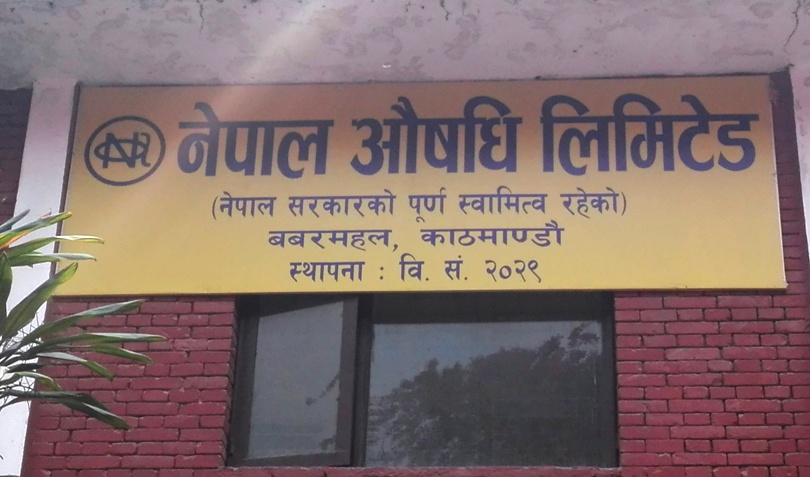 नेपाल औषधि लिमिटेड
(नेपाल सरकारको पूर्ण स्वामित्व रहेको)
बबरमहल, काठमाण्डौ
स्थापना : वि. सं. २०२९